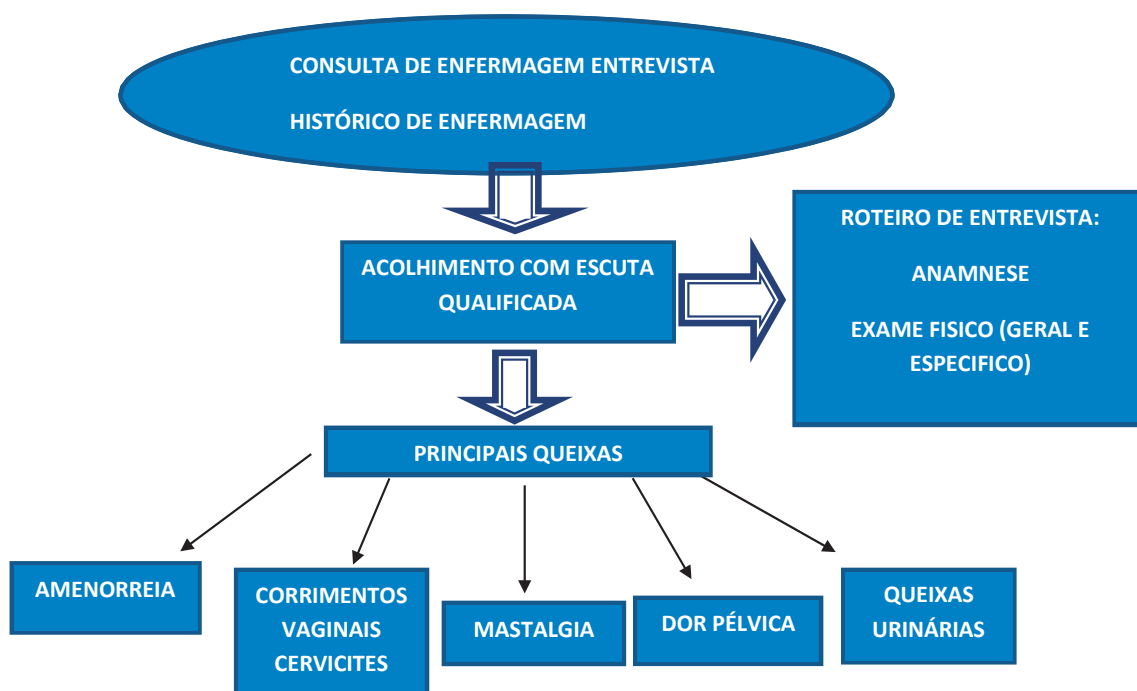 CONSULTA DE ENFERMAGEM ENTREVISTA
HISTÓRICO DE ENFERMAGEM
ACOLHIMENTO COM ESCUTA
QUALIFICADA
ROTEIRO DE ENTREVISTA:
ANAMNESE
EXAME FISICO (GERAL E
ESPECIFICO)
PRINCIPAIS QUEIXAS
AMENORREIA
CORRIMENTOS
VAGINAIS
CERVICITES
MASTALGIA
DOR PÉLVICA
QUEIXAS
URINÁRIAS